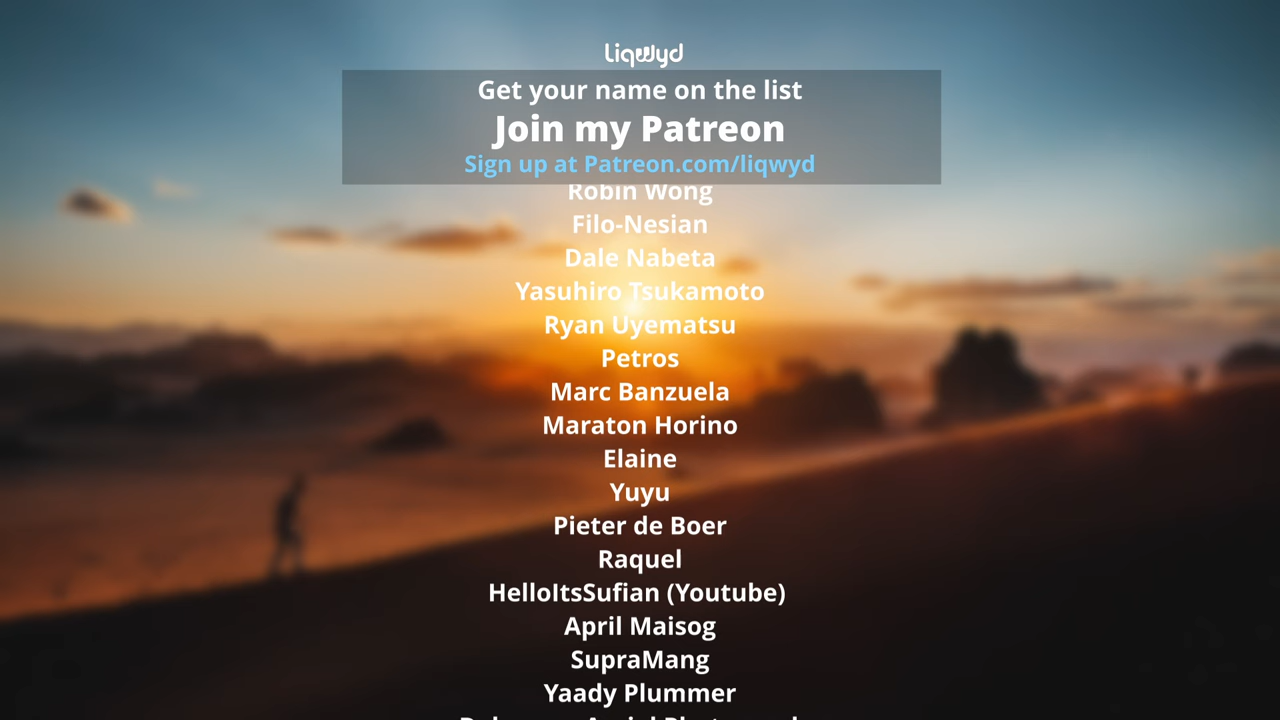 Liqwyd
Get your name on the list
Join my Patreon
Sign up at Patreon.com/liqwyd
Robin Wong
Filo-Nesian
Dale Nabeta
Yasuhiro Tsukamoto
Ryan Uyematsu
Petros
Marc Banzuela
Maraton Horino
Elaine
Yuyu
Pieter de Boer
Raquel
HelloItsSufian (Youtube)
April Maisog
SupraMang
Yaady Plummer